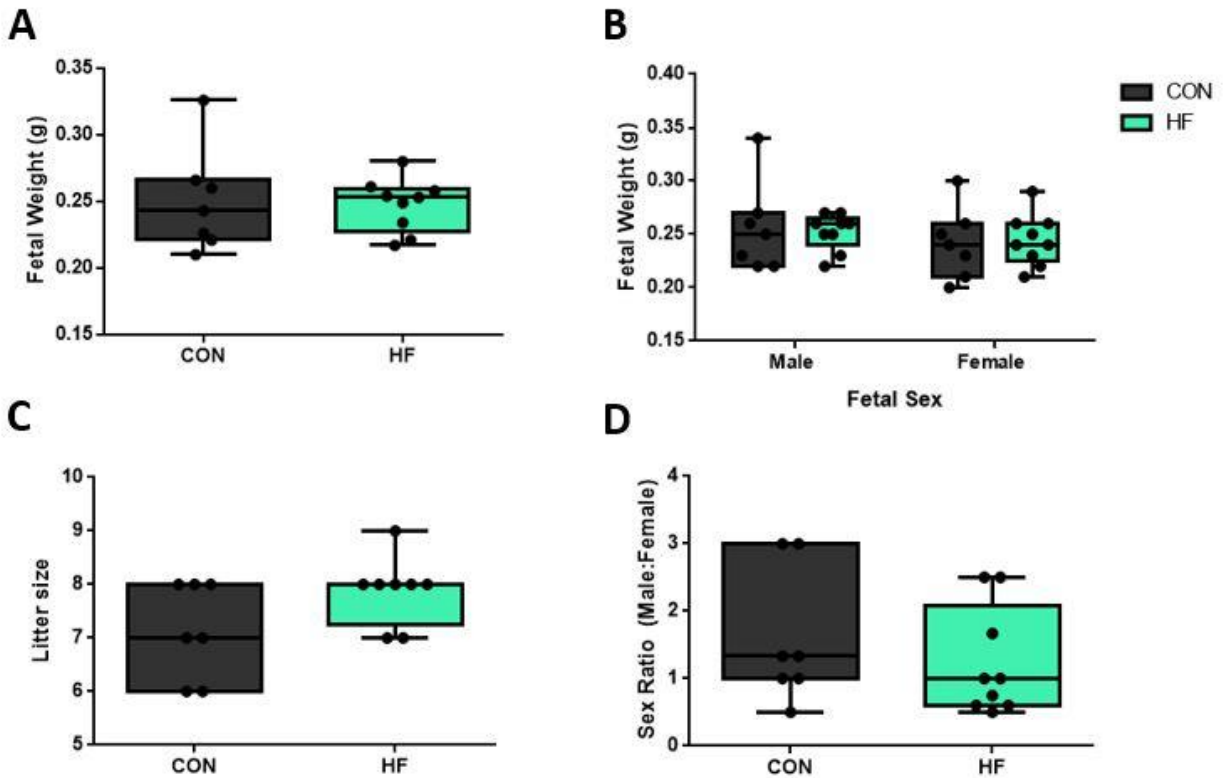 A
Fetal Weight (g)
0.35
0.30
0.25
0.20
0.15
CON
HF
B
Fetal Weight (g)
0.40
0.35
0.30
0.25
0.20
0.15
Male
Female
Fetal Sex
CON
HF
C
Litter size
10
9
8
7
6
5
CON
HF
D
Sex Ratio (Male:Female)
4
3
2
1
0
CON
HF